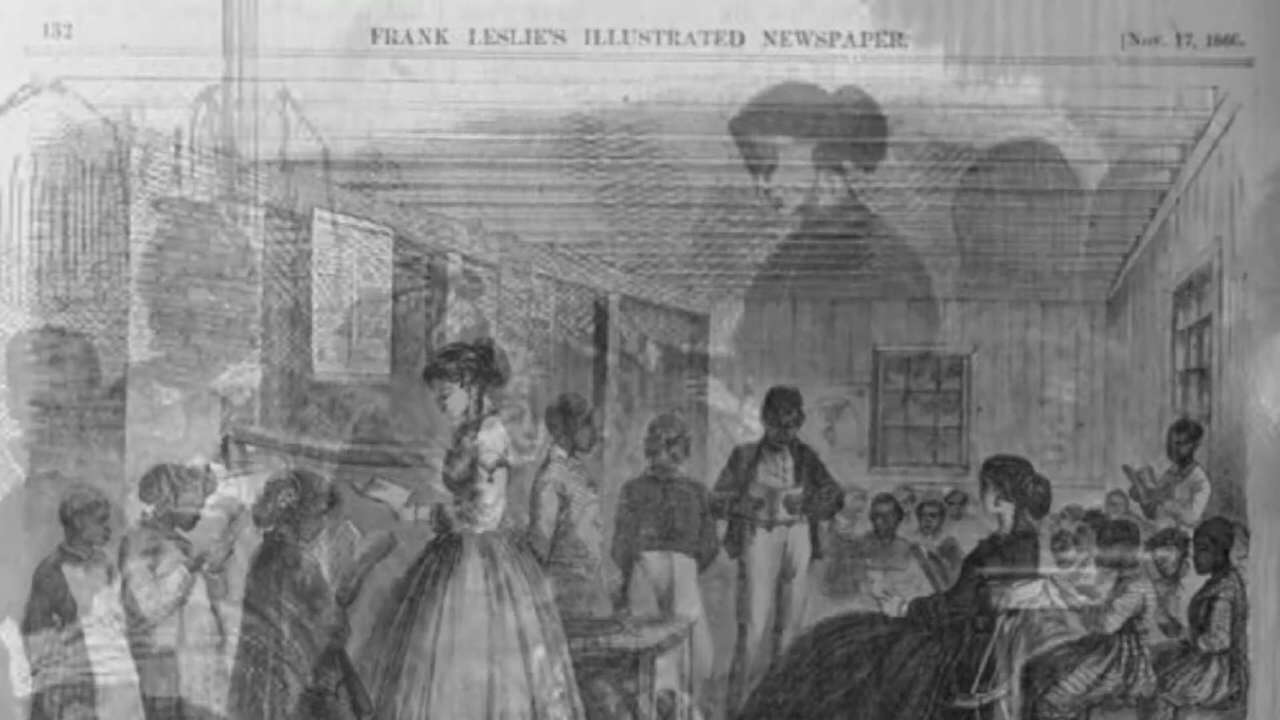 132
FRANK LESLIE'S ILLUSTRATED NEWSPAPER.
[Nov. 17, 1866.